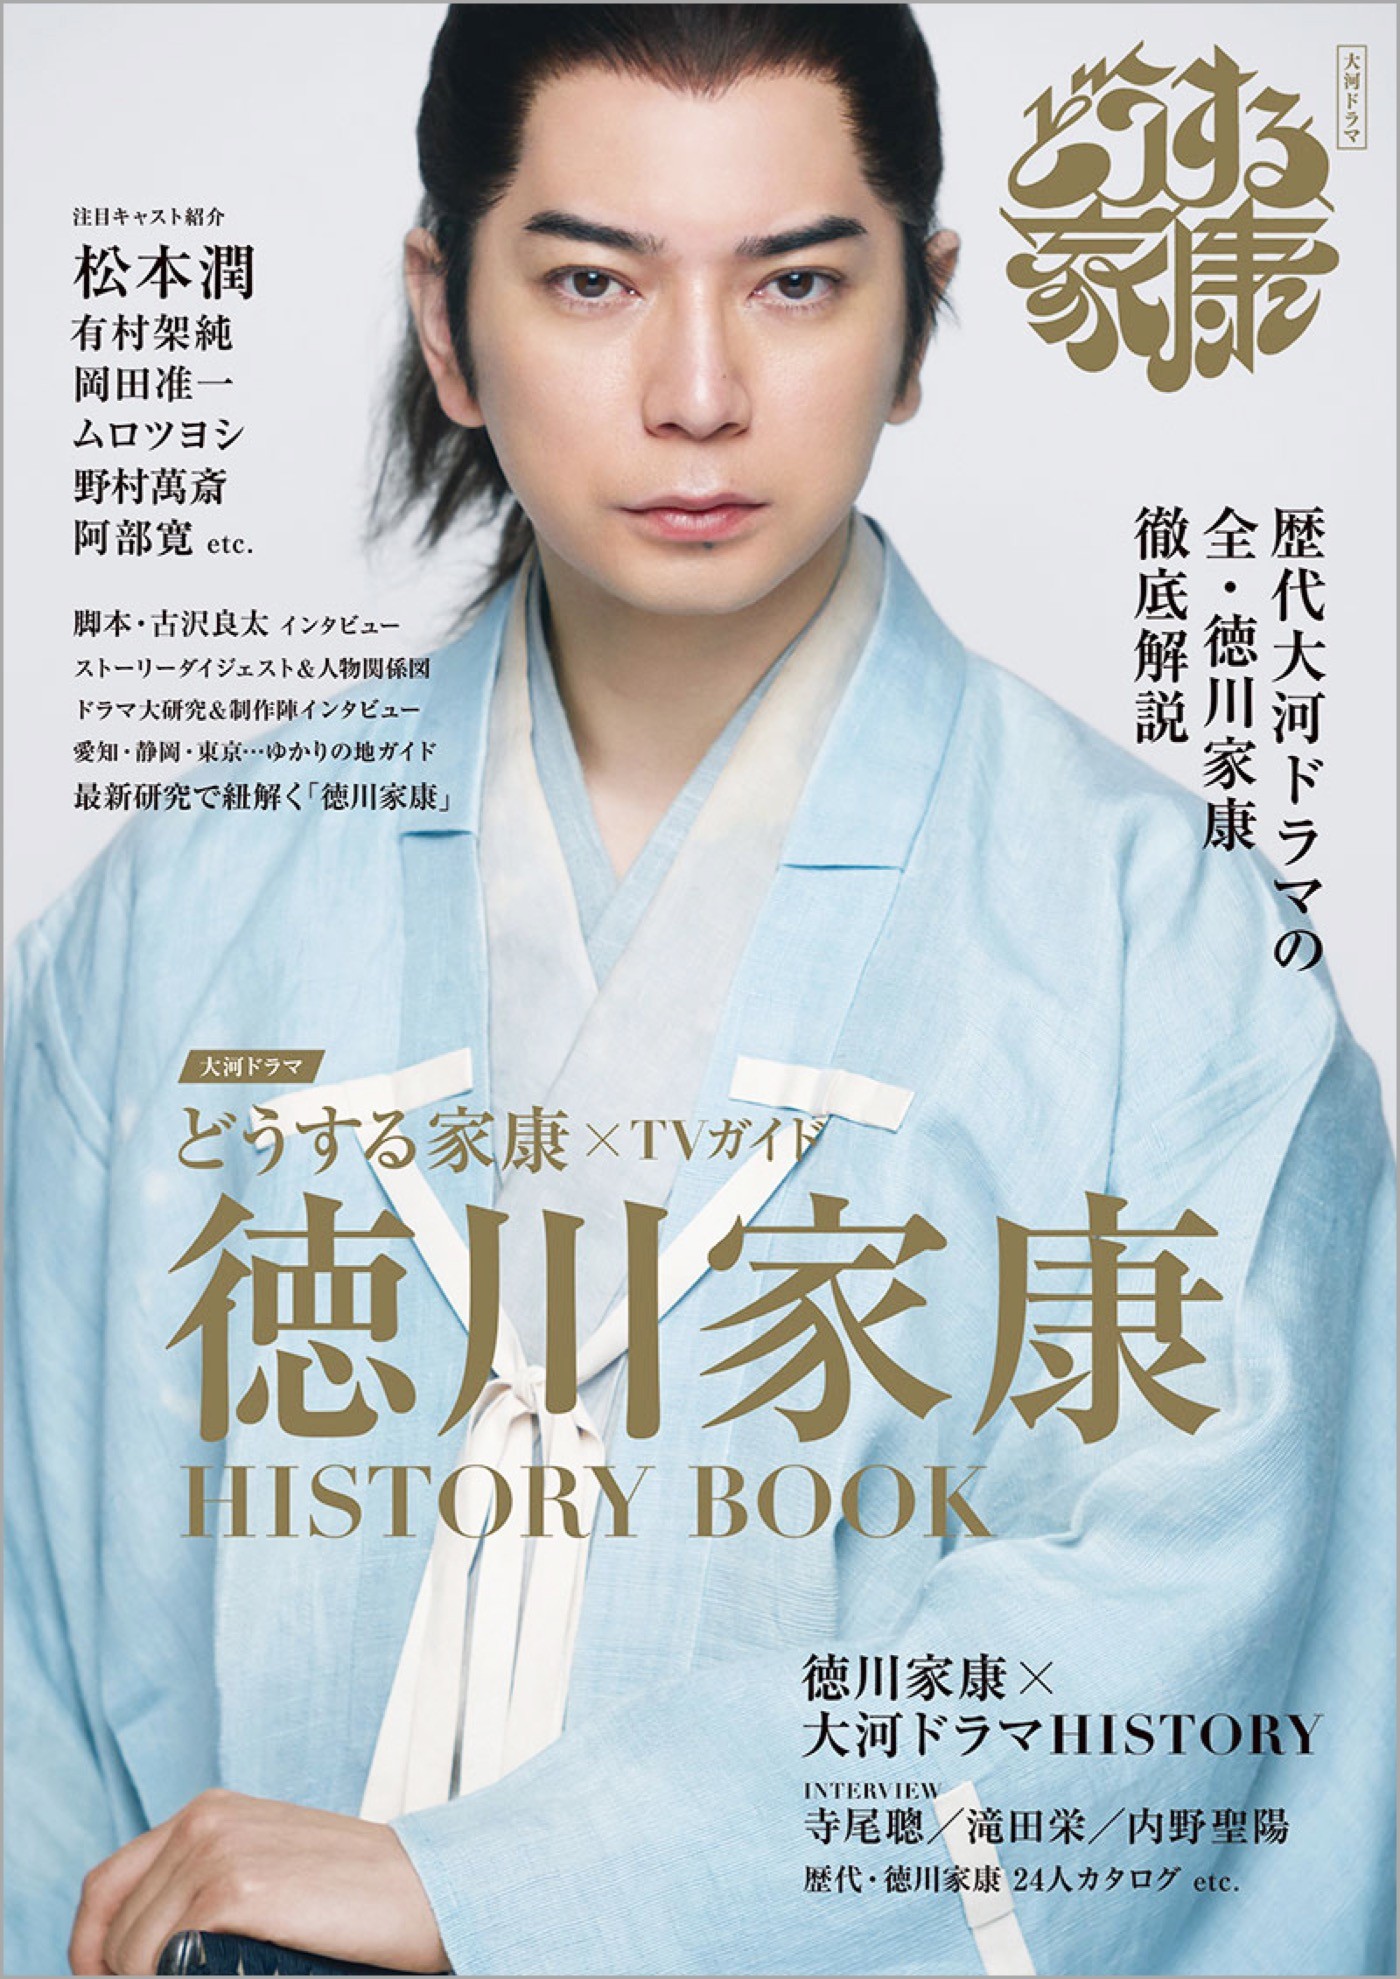 大河ドラマ
どうする
家康
注目キャスト紹介
松本潤
有村架純
岡田准一
ムロツヨシ
野村萬斎
阿部寛 etc.
脚本・古沢良太 インタビュー
ストーリーダイジェスト&人物関係図
ドラマ大研究&制作陣インタビュー
愛知・静岡・東京…ゆかりの地ガイド
最新研究で紐解く「徳川家康」
歴代大河ドラマの
全・徳川家康
徹底解説
大河ドラマ
どうする家康×TVガイド
徳川家康
HISTORY BOOK
徳川家康×
大河ドラマHISTORY
INTERVIEW
寺尾聰／滝田栄／内野聖陽
歴代・徳川家康 24人カタログ etc.